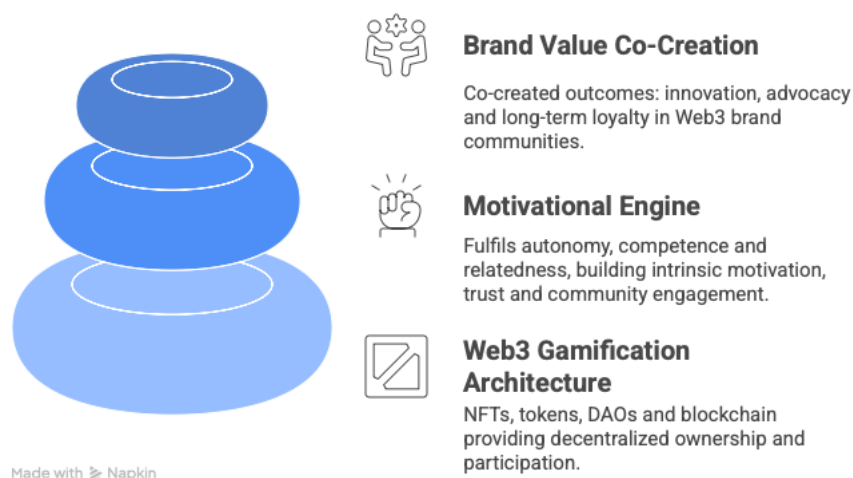 Brand Value Co-Creation
Co-created outcomes: innovation, advocacy
and long-term loyalty in Web3 brand
communities.
Motivational Engine
Fulfils autonomy, competence and
relatedness, building intrinsic motivation,
trust and community engagement.
Web3 Gamification
Architecture
NFTs, tokens, DAOs and blockchain
providing decentralized ownership and
participation.
Made with Napkin